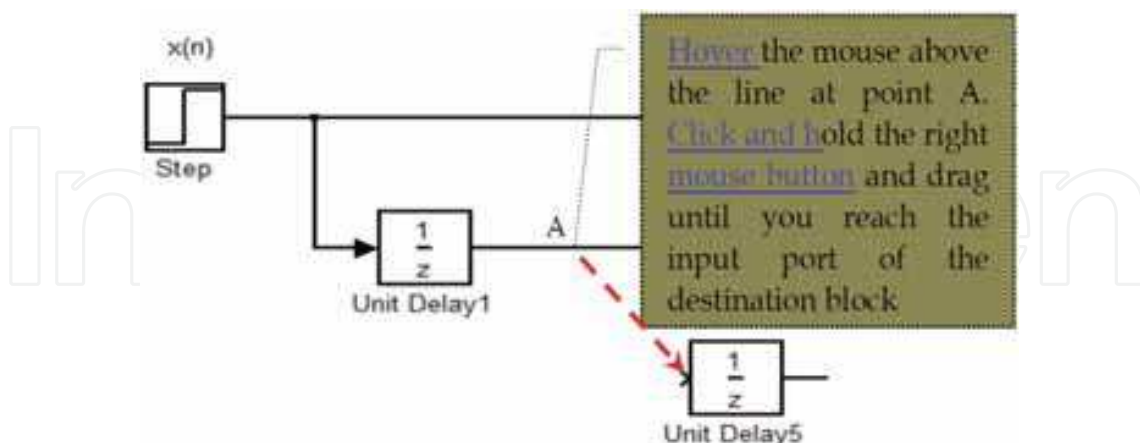 x(n)
Step
Hover the mouse above
the line at point A.
Click and hold the right
mouse button and drag
until you reach the
input port of the
destination block
A
1
z
Unit Delay1
1
z
Unit Delay5